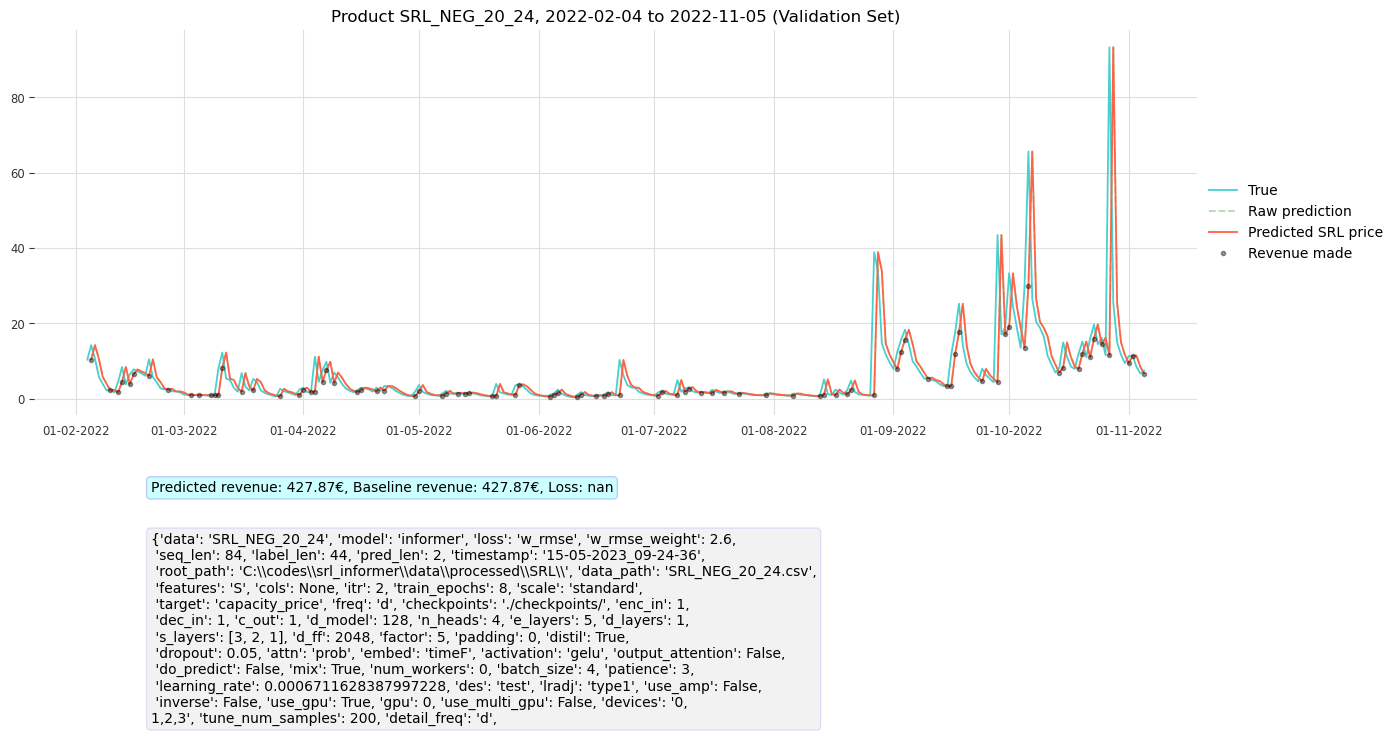 Product SRL_NEG_20_24, 2022-02-04 to 2022-11-05 (Validation Set)
80
60
40
20
0
01-02-2022 01-03-2022 01-04-2022 01-05-2022 01-06-2022 01-07-2022 01-08-2022 01-09-2022 01-10-2022 01-11-2022
True
Raw prediction
Predicted SRL price
Revenue made
Predicted revenue: 427.87€, Baseline revenue: 427.87€, Loss: nan
{'data': 'SRL_NEG_20_24', 'model': 'informer', 'loss': 'w_rmse', 'w_rmse_weight': 2.6,
'seq_len': 84, 'label_len': 44, 'pred_len': 2, 'timestamp': '15-05-2023_09-24-36',
'root_path': 'C:\\codes\\srl_informer\\data\\processed\\SRL\\', 'data_path': 'SRL_NEG_20_24.csv',
'features': 'S', 'cols': None, 'itr': 2, 'train_epochs': 8, 'scale': 'standard',
'target': 'capacity_price', 'freq': 'd', 'checkpoints': './checkpoints/', 'enc_in': 1,
'dec_in': 1, 'c_out': 1, 'd_model': 128, 'n_heads': 4, 'e_layers': 5, 'd_layers': 1,
's_layers': [3, 2, 1], 'd_ff': 2048, 'factor': 5, 'padding': 0, 'distil': True,
'dropout': 0.05, 'attn': 'prob', 'embed': 'timeF', 'activation': 'gelu', 'output_attention': False,
'do_predict': False, 'mix': True, 'num_workers': 0, 'batch_size': 4, 'patience': 3,
'learning_rate': 0.0006711628387997228, 'des': 'test', 'lradj': 'type1', 'use_amp': False,
'inverse': False, 'use_gpu': True, 'gpu': 0, 'use_multi_gpu': False, 'devices': '0,
1,2,3', 'tune_num_samples': 200, 'detail_freq': 'd',